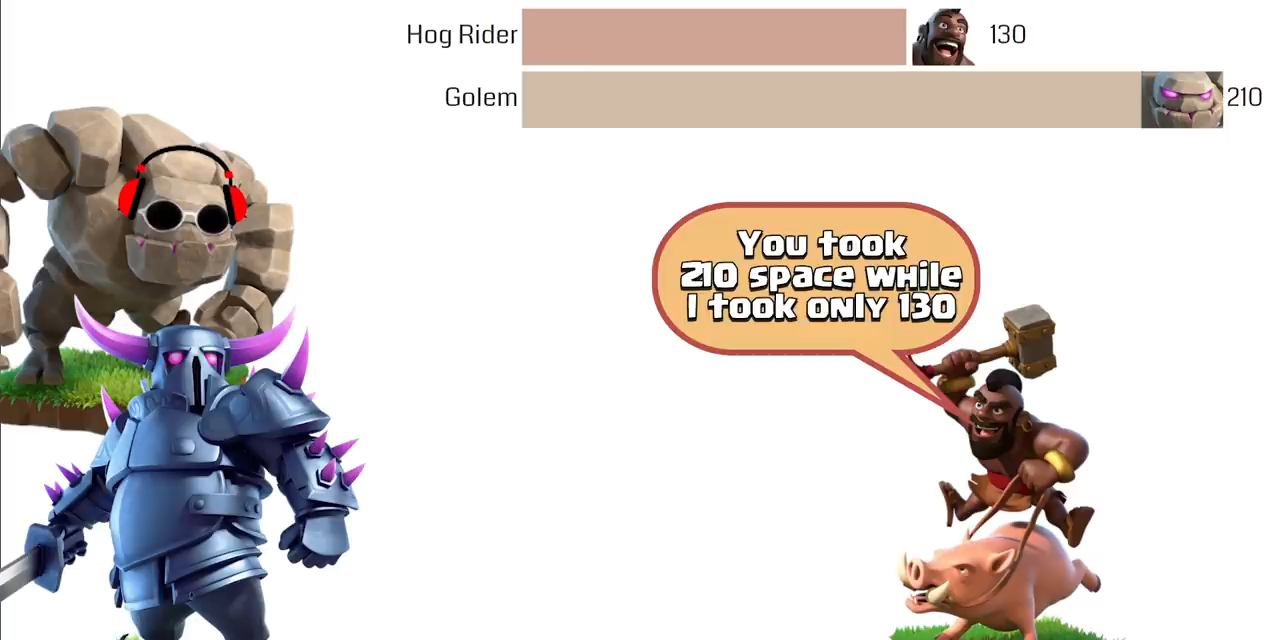 Hog Rider 130
Golem 210
You took
210 space while
I took only 130